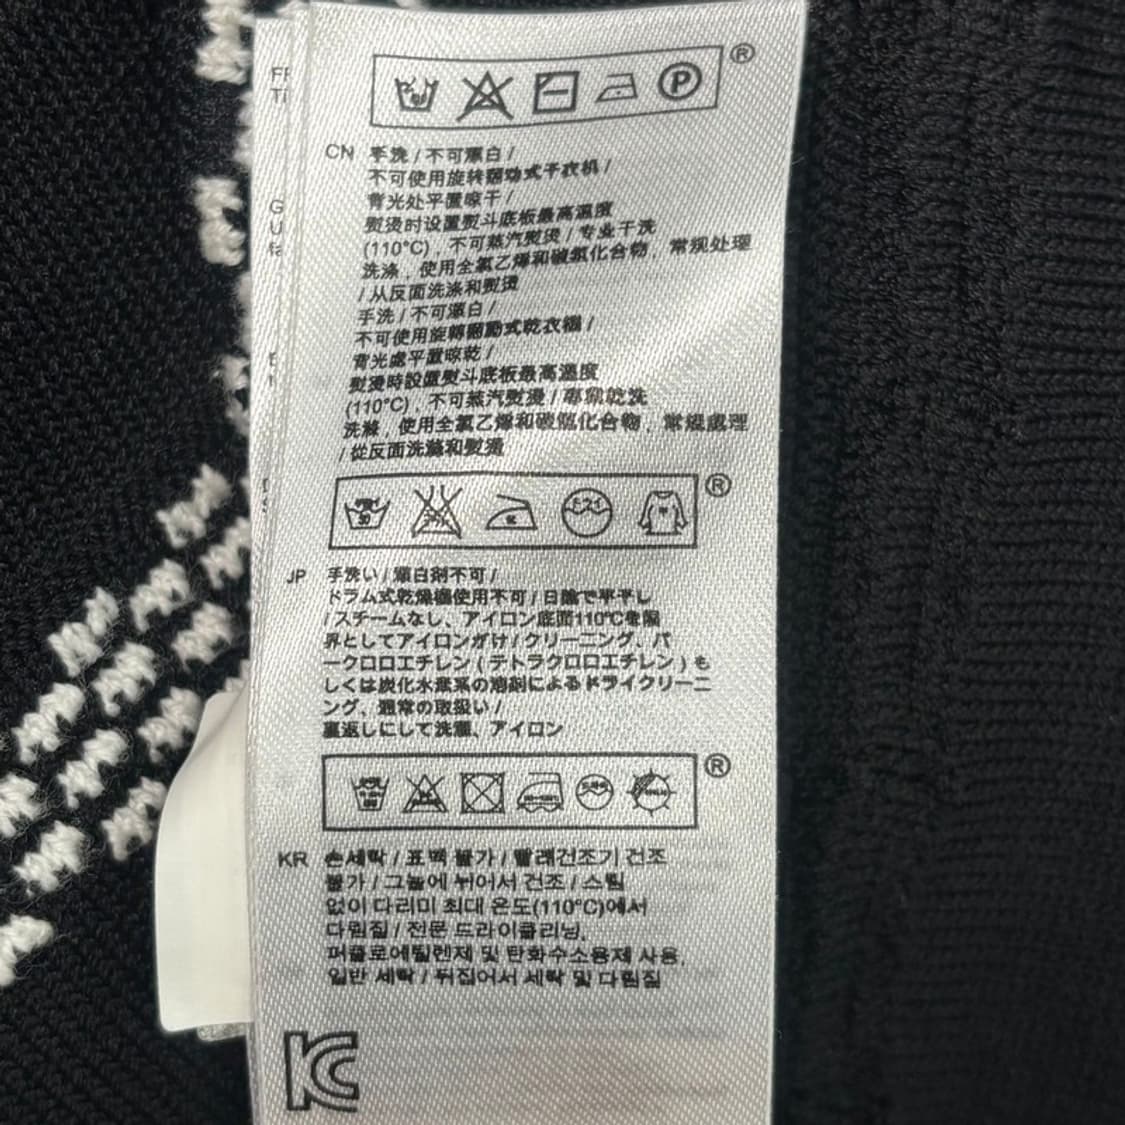 Ⓟ
®
CN 手洗 / 不可漂白 /
不可使用旋转翻动式干衣机 /
背光处平置晾干 /
熨烫时设置熨斗底板最高温度
(110°C)，不可蒸汽熨烫 / 专业干洗
洗涤，使用全氯乙烯和碳氢化合物，常规处理
/ 从反面洗涤和熨烫
手洗 / 不可漂白 /
不可使用旋轉翻動式乾衣機 /
背光處平置晾乾 /
熨燙時設置熨斗底板最高溫度
(110°C)，不可蒸汽熨燙 / 專業乾洗
洗滌，使用全氯乙烯和碳氫化合物，常規處理
/ 從反面洗滌和熨燙
®
JP 手洗い / 漂白剤不可 /
ドラム式乾燥機使用不可 / 日陰で平干し
/ スチームなし、アイロン底面110℃を限
界としてアイロンがけ / クリーニング、パ
ークロロエチレン ( テトラクロロエチレン ) も
しくは炭化水素系の溶剤によるドライクリーニ
ング、通常の取扱い /
裏返しにして洗濯、アイロン
®
KR 손세탁 / 표백 불가 / 빨래건조기 건조
불가 / 그늘에 뉘어서 건조 / 스팀
없이 다리미 최대 온도(110°C)에서
다림질 / 전문 드라이클리닝,
퍼클로에틸렌제 및 탄화수소용제 사용,
일반 세탁 / 뒤집어서 세탁 및 다림질
KC